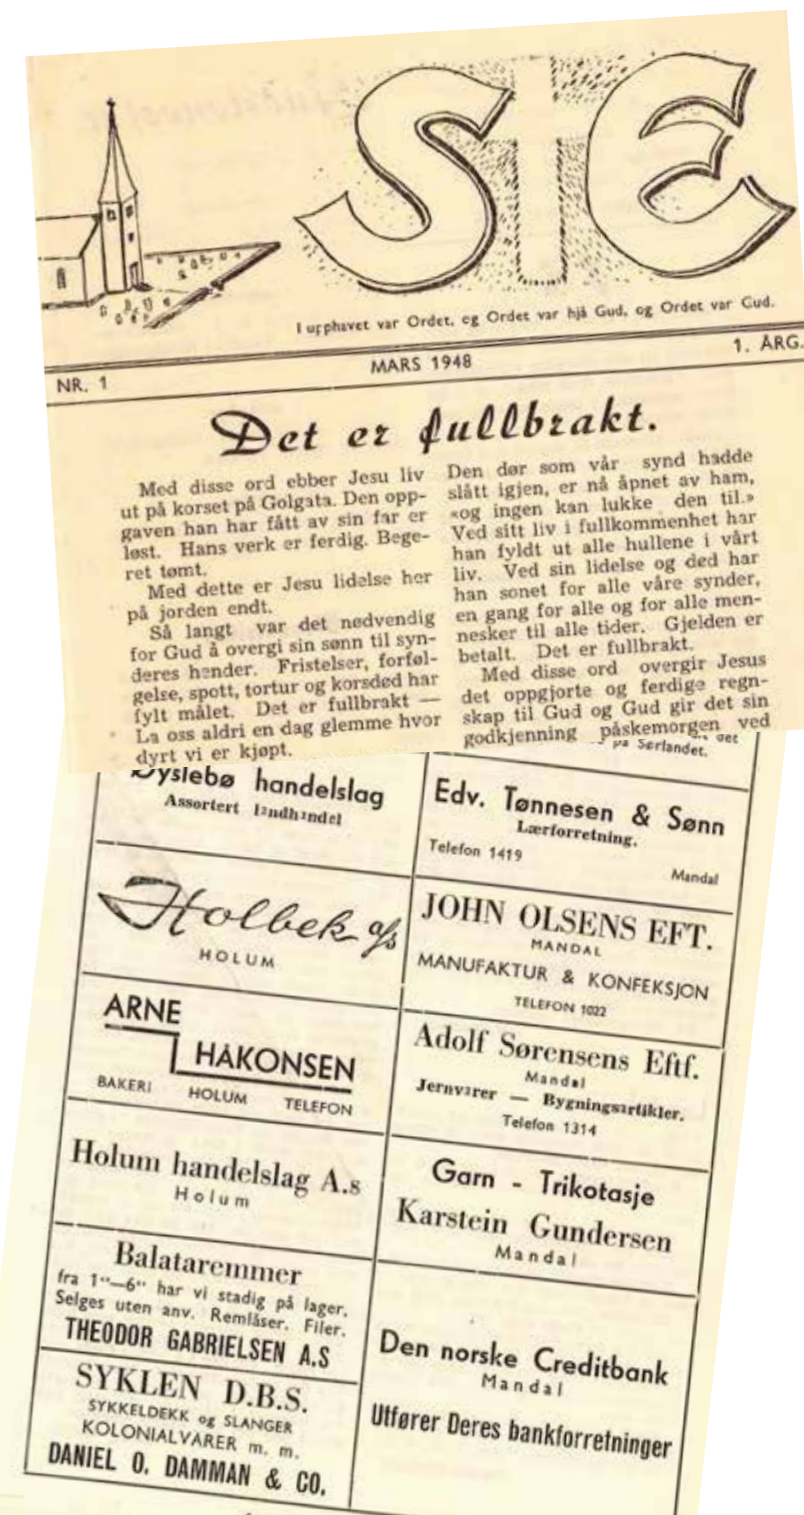 STE
I upphavet var Ordet, og Ordet var hjå Gud, og Ordet var Gud.
NR. 1
MARS 1948
1. ÅRG.
Det er fullbrakt.
Med disse ord ebber Jesu liv
ut på korset på Golgata. Den opp-
gaven han har fått av sin far er
løst. Hans verk er ferdig. Bege-
ret tømt.
Med dette er Jesu lidelse her
på jorden endt.
Så langt var det nødvendig
for Gud å overgi sin sønn til syn-
deres hender. Fristelser, forføl-
gelse, spott, tortur og korsdød har
fylt målet. Det er fullbrakt —
La oss aldri en dag glemme hvor
dyrt vi er kjøpt.
Den dør som vår synd hadde
slått igjen, er nå åpnet av ham,
«og ingen kan lukke den til.»
Ved sitt liv i fullkommenhet har
han fyldt ut alle hullene i vårt
liv. Ved sin lidelse og død har
han sonet for alle våre synder,
en gang for alle og for alle men-
nesker til alle tider. Gjelden er
betalt. Det er fullbrakt.
Med disse ord overgir Jesus
det oppgjorte og ferdige regn-
skap til Gud og Gud gir det sin
godkjenning påskemorgen ved
handelslag
Assortert landhandel
Holbek a/s
HOLUM
ARNE
HÅKONSEN
BAKERI HOLUM TELEFON
Holum handelslag A.s
Holum
Balataremmer
fra 1“—6“ har vi stadig på lager.
Selges uten anv. Remlåser. Filer.
THEODOR GABRIELSEN A.S
SYKLEN D.B.S.
SYKKELDEKK og SLANGER
KOLONIALVARER m. m.
DANIEL O. DAMMAN & CO.
på Sørlandet.
Edv. Tønnesen & Sønn
Lærforretning.
Telefon 1419
Mandal
JOHN OLSENS EFT.
MANDAL
MANUFAKTUR & KONFEKSJON
TELEFON 1022
Adolf Sørensens Eftf.
Mandal
Jernvarer — Bygningsartikler.
Telefon 1314
Garn - Trikotasje
Karstein Gundersen
Mandal
Den norske Creditbank
Mandal
Utfører Deres bankforretninger